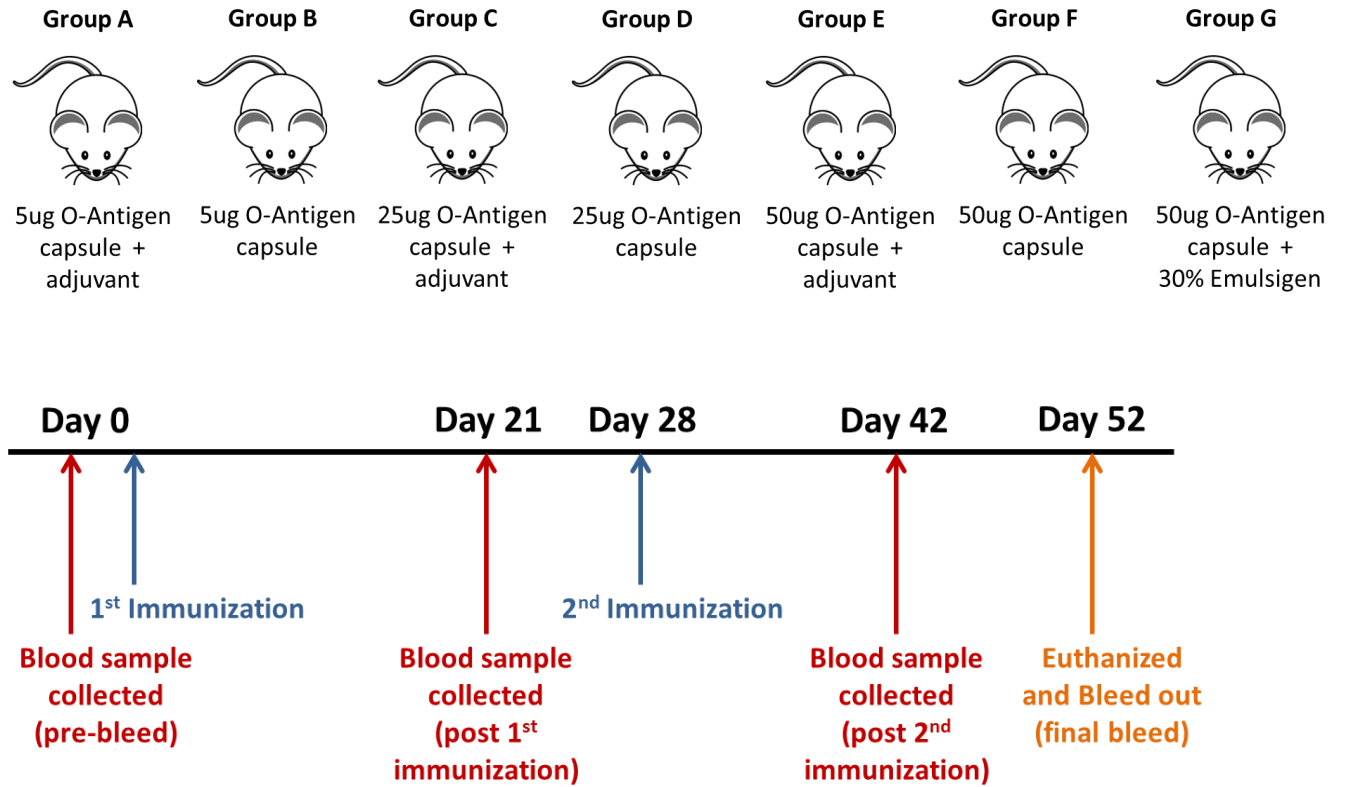 Group A
Group B
Group C
Group D
Group E
Group F
Group G
5ug O-Antigen
capsule +
adjuvant
5ug O-Antigen
capsule
25ug O-Antigen
capsule +
adjuvant
25ug O-Antigen
capsule
50ug O-Antigen
capsule +
adjuvant
50ug O-Antigen
capsule
50ug O-Antigen
capsule +
30% Emulsigen
Day 0
Day 21
Day 28
Day 42
Day 52
1st Immunization
2nd Immunization
Blood sample
collected
(pre-bleed)
Blood sample
collected
(post 1st
immunization)
Blood sample
collected
(post 2nd
immunization)
Euthanized
and Bleed out
(final bleed)